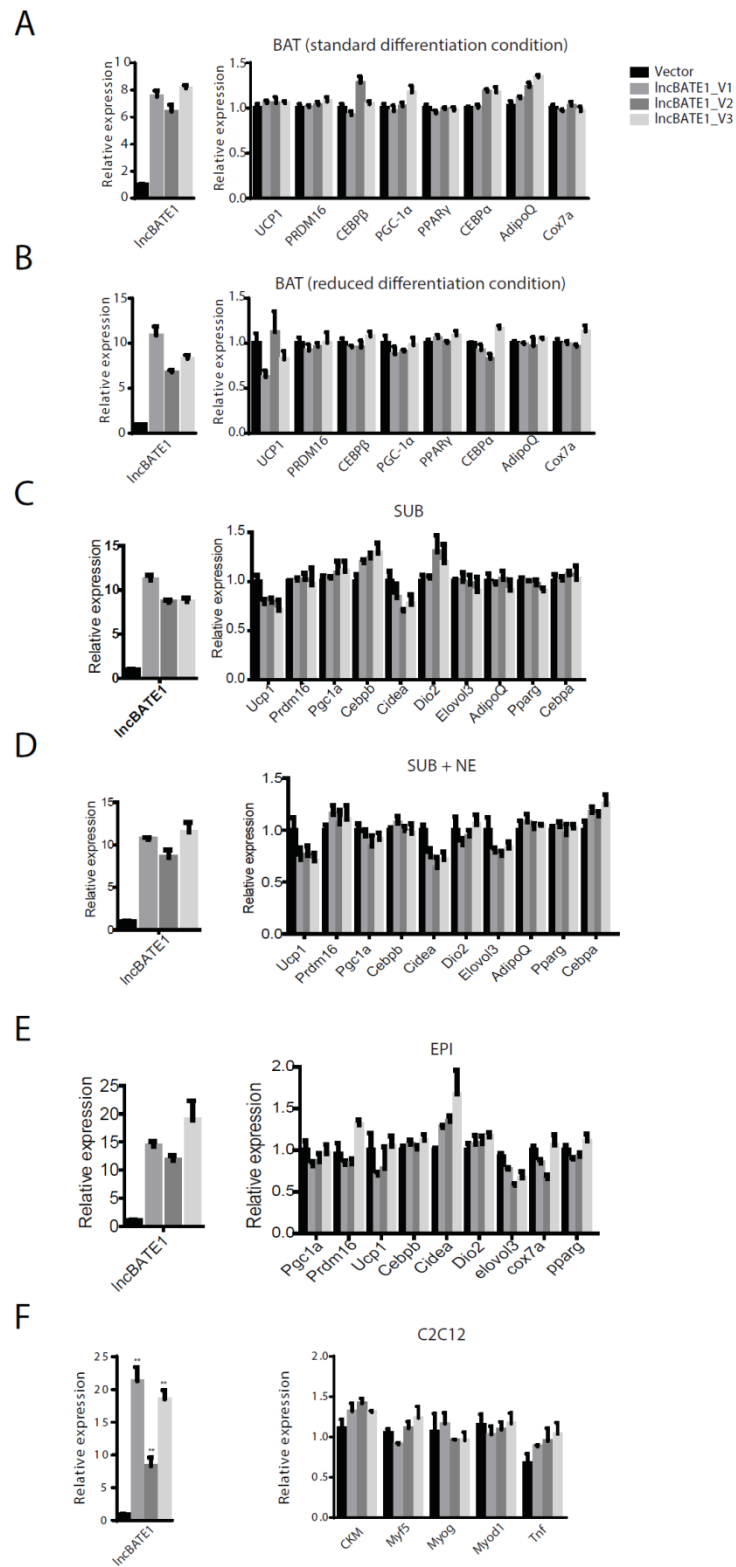 A
BAT (standard differentiation condition)
Vector
lncBATE1_V1
lncBATE1_V2
lncBATE1_V3
Relative expression
10
8
6
4
2
0
lncBATE1
Relative expression
1.5
1.0
0.5
0.0
UCP1
PRDM16
CEBPβ
PGC-1α
PPARγ
CEBPα
AdipoQ
Cox7a
B
BAT (reduced differentiation condition)
Relative expression
15
10
5
0
lncBATE1
Relative expression
1.5
1.0
0.5
0.0
UCP1
PRDM16
CEBPβ
PGC-1α
PPARγ
CEBPα
AdipoQ
Cox7a
C
SUB
Relative expression
15
10
5
0
lncBATE1
Relative expression
1.5
1.0
0.5
0.0
Ucp1
Prdm16
Pgc1a
Cebpb
Cidea
Dio2
Elovol3
AdipoQ
Pparg
Cebpa
D
SUB + NE
Relative expression
15
10
5
0
lncBATE1
Relative expression
1.5
1.0
0.5
0.0
Ucp1
Prdm16
Pgc1a
Cebpb
Cidea
Dio2
Elovol3
AdipoQ
Pparg
Cebpa
E
EPI
Relative expression
25
20
15
10
5
0
lncBATE1
Relative expression
2.0
1.5
1.0
0.5
0.0
Pgc1a
Prdm16
Ucp1
Cebpb
Cidea
Dio2
elovol3
cox7a
pparg
F
C2C12
Relative expression
25
20
15
10
5
0
**
**
**
lncBATE1
Relative expression
2.0
1.5
1.0
0.5
0.0
CKM
Myf5
Myog
Myod1
Tnf